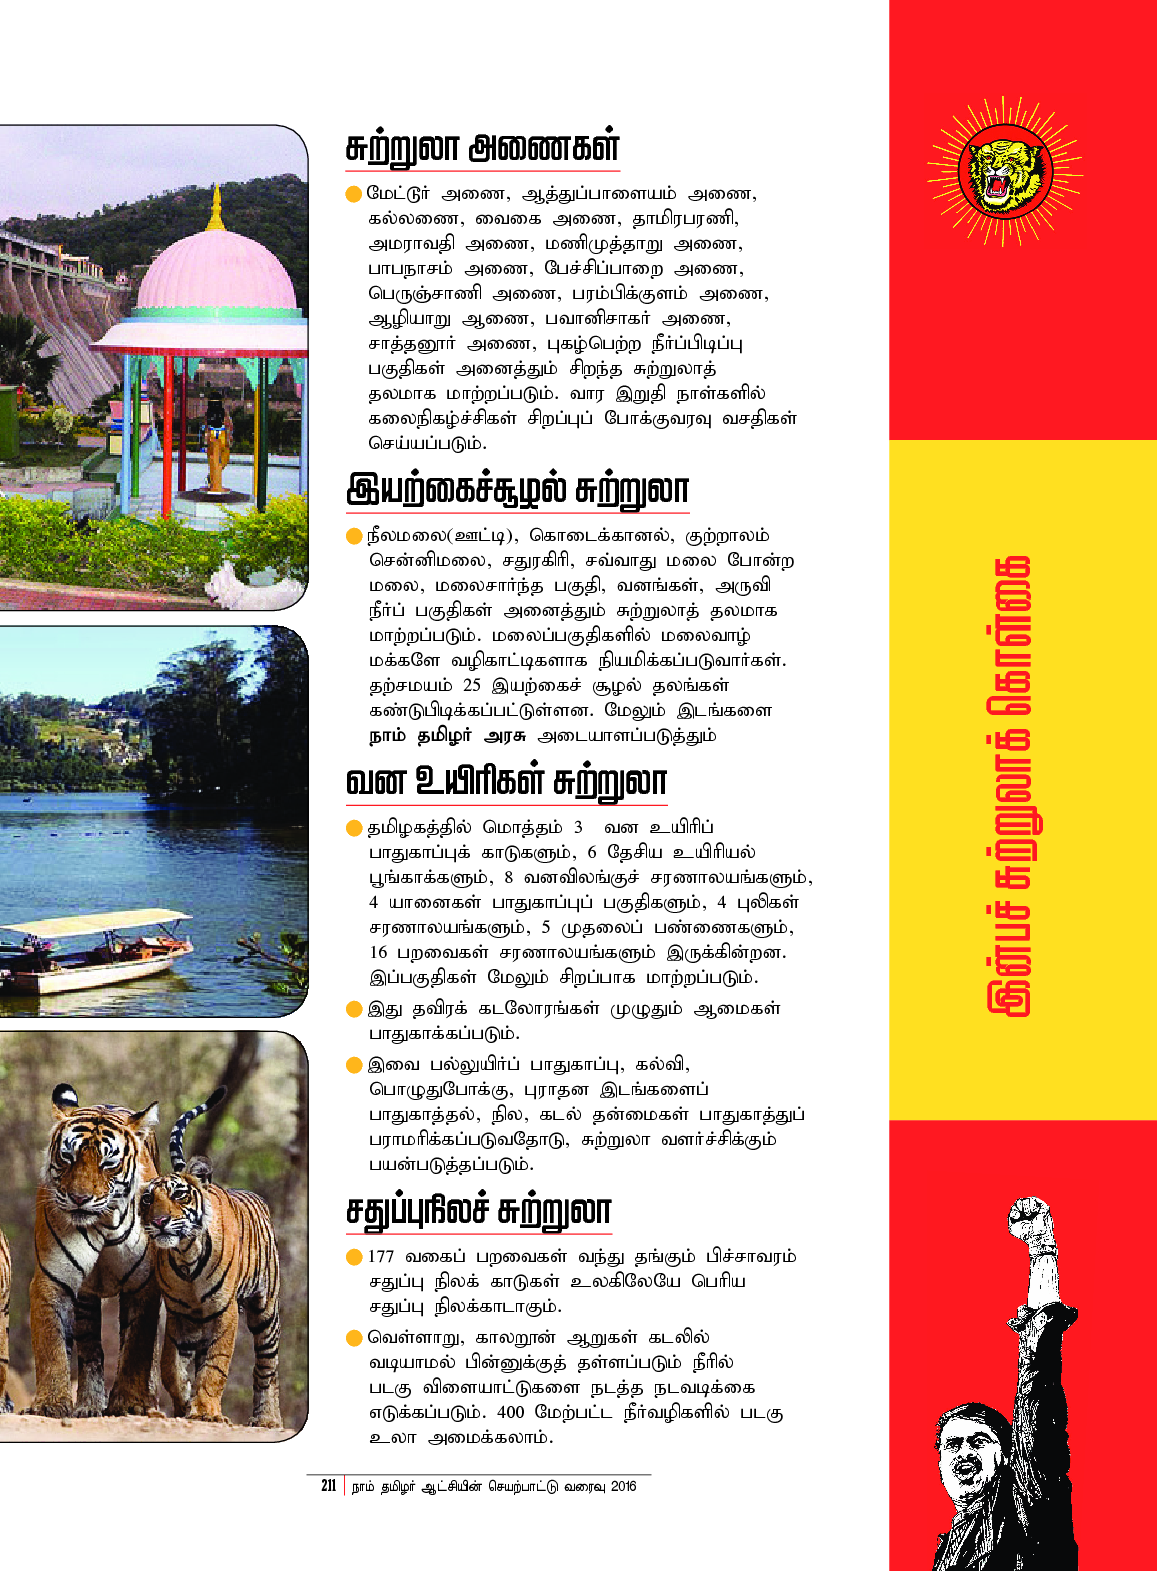 சுற்றுலா அணைகள்
மேட்டூர் அணை, ஆத்துப்பாளையம் அணை,
கல்லணை, வைகை அணை, தாமிரபரணி,
அமராவதி அணை, மணிமுத்தாறு அணை,
பாபநாசம் அணை, பேச்சிப்பாறை அணை,
பெருஞ்சாணி அணை, பரம்பிக்குளம் அணை,
ஆழியாறு ஆணை, பவானிசாகர் அணை,
சாத்தனூர் அணை, புகழ்பெற்ற நீர்ப்பிடிப்பு
பகுதிகள் அனைத்தும் சிறந்த சுற்றுலாத்
தலமாக மாற்றப்படும். வார இறுதி நாள்களில்
கலைநிகழ்ச்சிகள் சிறப்புப் போக்குவரவு வசதிகள்
செய்யப்படும்.
இயற்கைச்சூழல் சுற்றுலா
நீலமலை(ஊட்டி), கொடைக்கானல், குற்றாலம்
சென்னிமலை, சதுரகிரி, சவ்வாது மலை போன்ற
மலை, மலைசார்ந்த பகுதி, வனங்கள், அருவி
நீர்ப் பகுதிகள் அனைத்தும் சுற்றுலாத் தலமாக
மாற்றப்படும். மலைப்பகுதிகளில் மலைவாழ்
மக்களே வழிகாட்டிகளாக நியமிக்கப்படுவார்கள்.
தற்சமயம் 25 இயற்கைச் சூழல் தலங்கள்
கண்டுபிடிக்கப்பட்டுள்ளன. மேலும் இடங்களை
நாம் தமிழர் அரசு அடையாளப்படுத்தும்
வன உயிரிகள் சுற்றுலா
தமிழகத்தில் மொத்தம் 3 வன உயிரிப்
பாதுகாப்புக் காடுகளும், 6 தேசிய உயிரியல்
பூங்காக்களும், 8 வனவிலங்குச் சரணாலயங்களும்,
4 யானைகள் பாதுகாப்புப் பகுதிகளும், 4 புலிகள்
சரணாலயங்களும், 5 முதலைப் பண்ணைகளும்,
16 பறவைகள் சரணாலயங்களும் இருக்கின்றன.
இப்பகுதிகள் மேலும் சிறப்பாக மாற்றப்படும்.
இது தவிரக் கடலோரங்கள் முழுதும் ஆமைகள்
பாதுகாக்கப்படும்.
இவை பல்லுயிர்ப் பாதுகாப்பு, கல்வி,
பொழுதுபோக்கு, புராதன இடங்களைப்
பாதுகாத்தல், நில, கடல் தன்மைகள் பாதுகாத்துப்
பராமரிக்கப்படுவதோடு, சுற்றுலா வளர்ச்சிக்கும்
பயன்படுத்தப்படும்.
சதுப்புநிலச் சுற்றுலா
177 வகைப் பறவைகள் வந்து தங்கும் பிச்சாவரம்
சதுப்பு நிலக் காடுகள் உலகிலேயே பெரிய
சதுப்பு நிலக்காடாகும்.
வெள்ளாறு, காலறூன் ஆறுகள் கடலில்
வடியாமல் பின்னுக்குத் தள்ளப்படும் நீரில்
படகு விளையாட்டுகளை நடத்த நடவடிக்கை
எடுக்கப்படும். 400 மேற்பட்ட நீர்வழிகளில் படகு
உலா அமைக்கலாம்.
211 நாம் தமிழர் ஆட்சியின் செயற்பாட்டு வரைவு 2016
இன்பச் சுற்றுலாக் கொள்கை